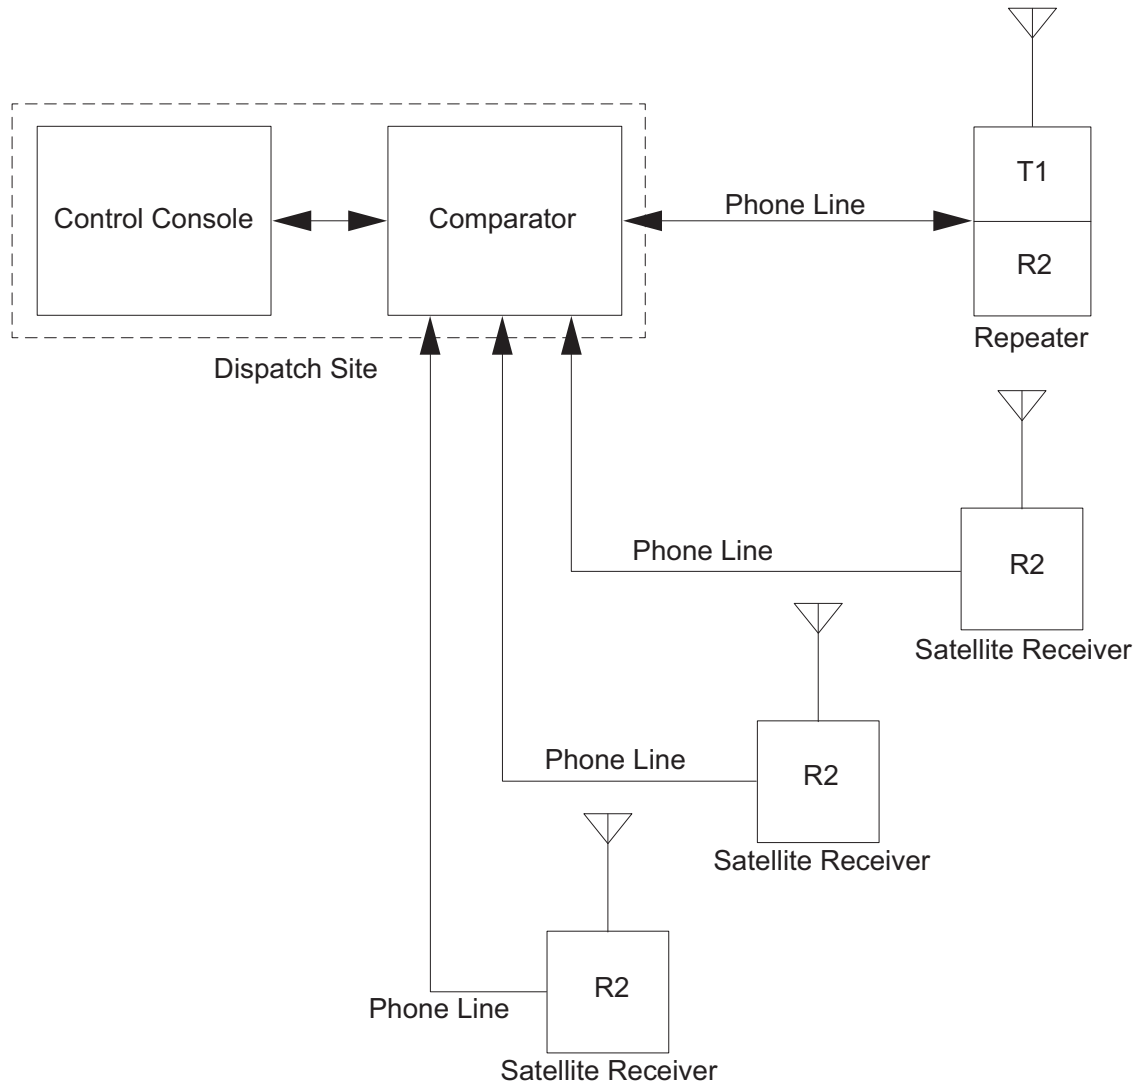 T1
Control Console
Comparator
Phone Line
R2
Repeater
Dispatch Site
Phone Line
R2
Satellite Receiver
Phone Line
R2
Satellite Receiver
R2
Phone Line
Satellite Receiver